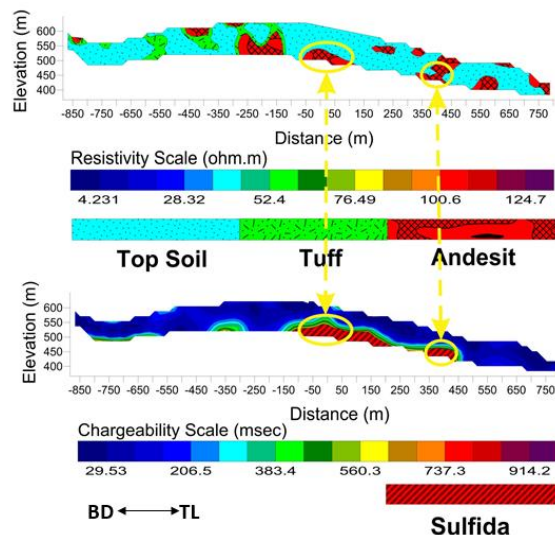 Elevation (m)
600
550
500
450
400
-850 -750 -650 -550 -450 -350 -250 -150 -50 50 150 250 350 450 550 650 750
Distance (m)
Resistivity Scale (ohm.m)
4.231 28.32 52.4 76.49 100.6 124.7
Top Soil Tuff Andesit
Elevation (m)
600
550
500
450
400
-850 -750 -650 -550 -450 -350 -250 -150 -50 50 150 250 350 450 550 650 750
Distance (m)
Chargeability Scale (msec)
29.53 206.5 383.4 560.3 737.3 914.2
BD TL
Sulfida